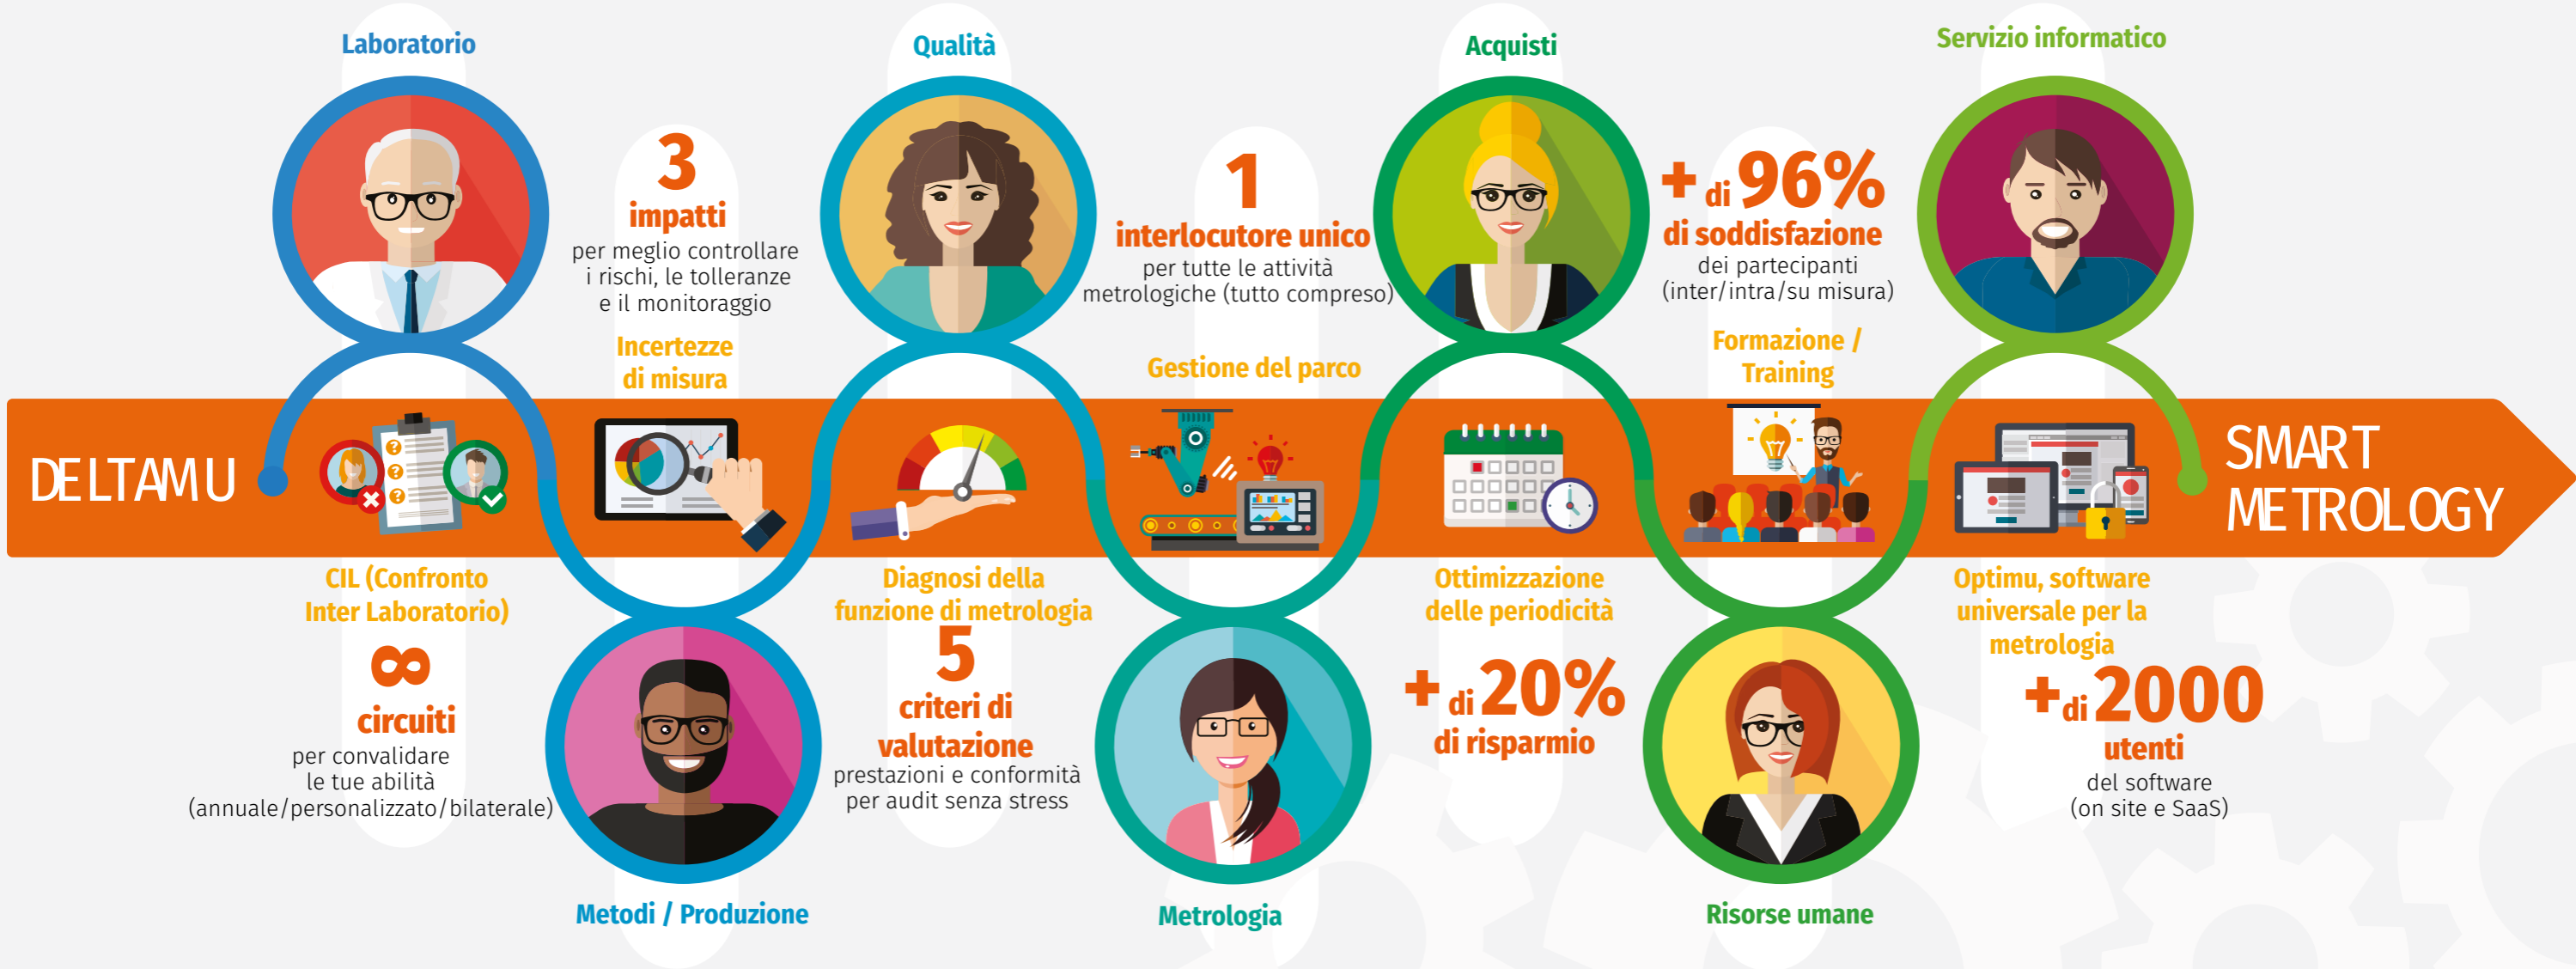 Laboratorio
Qualità
Acquisti
Servizio informatico
3
impatti
per meglio controllare
i rischi, le tolleranze
e il monitoraggio
Incertezze
di misura
1
interlocutore unico
per tutte le attività
metrologiche (tutto compreso)
Gestione del parco
+ di 96%
di soddisfazione
dei partecipanti
(inter/intra/su misura)
Formazione /
Training
DELTAMU
? 
?
?
SMART
METROLOGY
CIL (Confronto
Inter Laboratorio)
∞
circuiti
per convalidare
le tue abilità
(annuale/personalizzato/bilaterale)
Diagnosi della
funzione di metrologia
5
criteri di
valutazione
prestazioni e conformità
per audit senza stress
Ottimizzazione
delle periodicità
+ di 20%
di risparmio
Optimu, software
universale per la
metrologia
+ di 2000
utenti
del software
(on site e SaaS)
Metodi / Produzione
Metrologia
Risorse umane